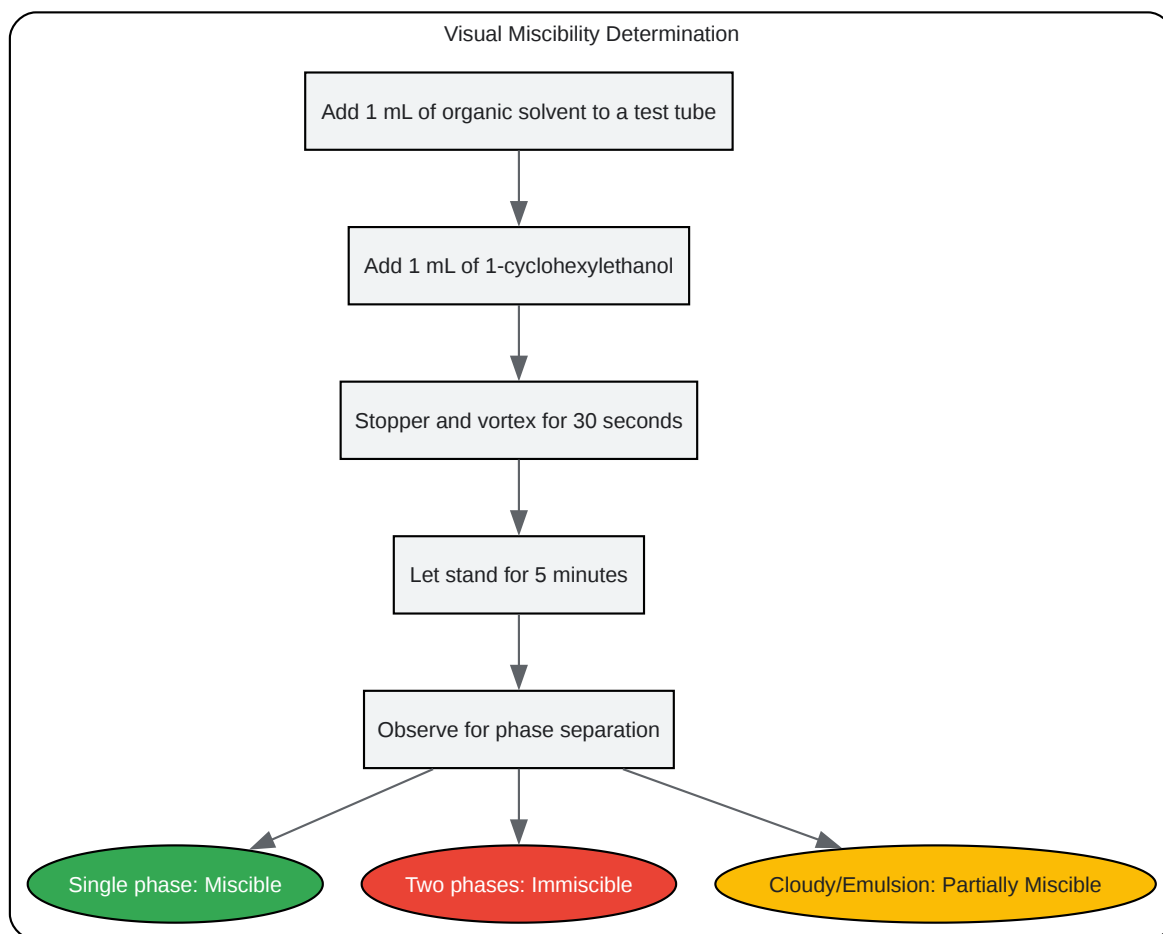 Visual Miscibility Determination
Add 1 mL of organic solvent to a test tube
Add 1 mL of 1-cyclohexylethanol
Stopper and vortex for 30 seconds
Let stand for 5 minutes
Observe for phase separation
Single phase: Miscible
Two phases: Immiscible
Cloudy/Emulsion: Partially Miscible